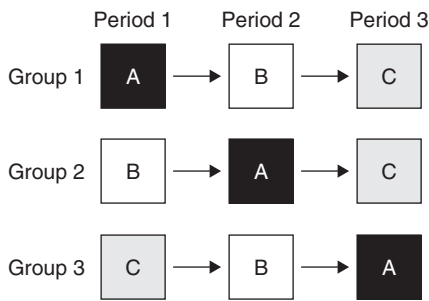 Period 1 Period 2 Period 3
Group 1 A B C
Group 2 B A C
Group 3 C B A